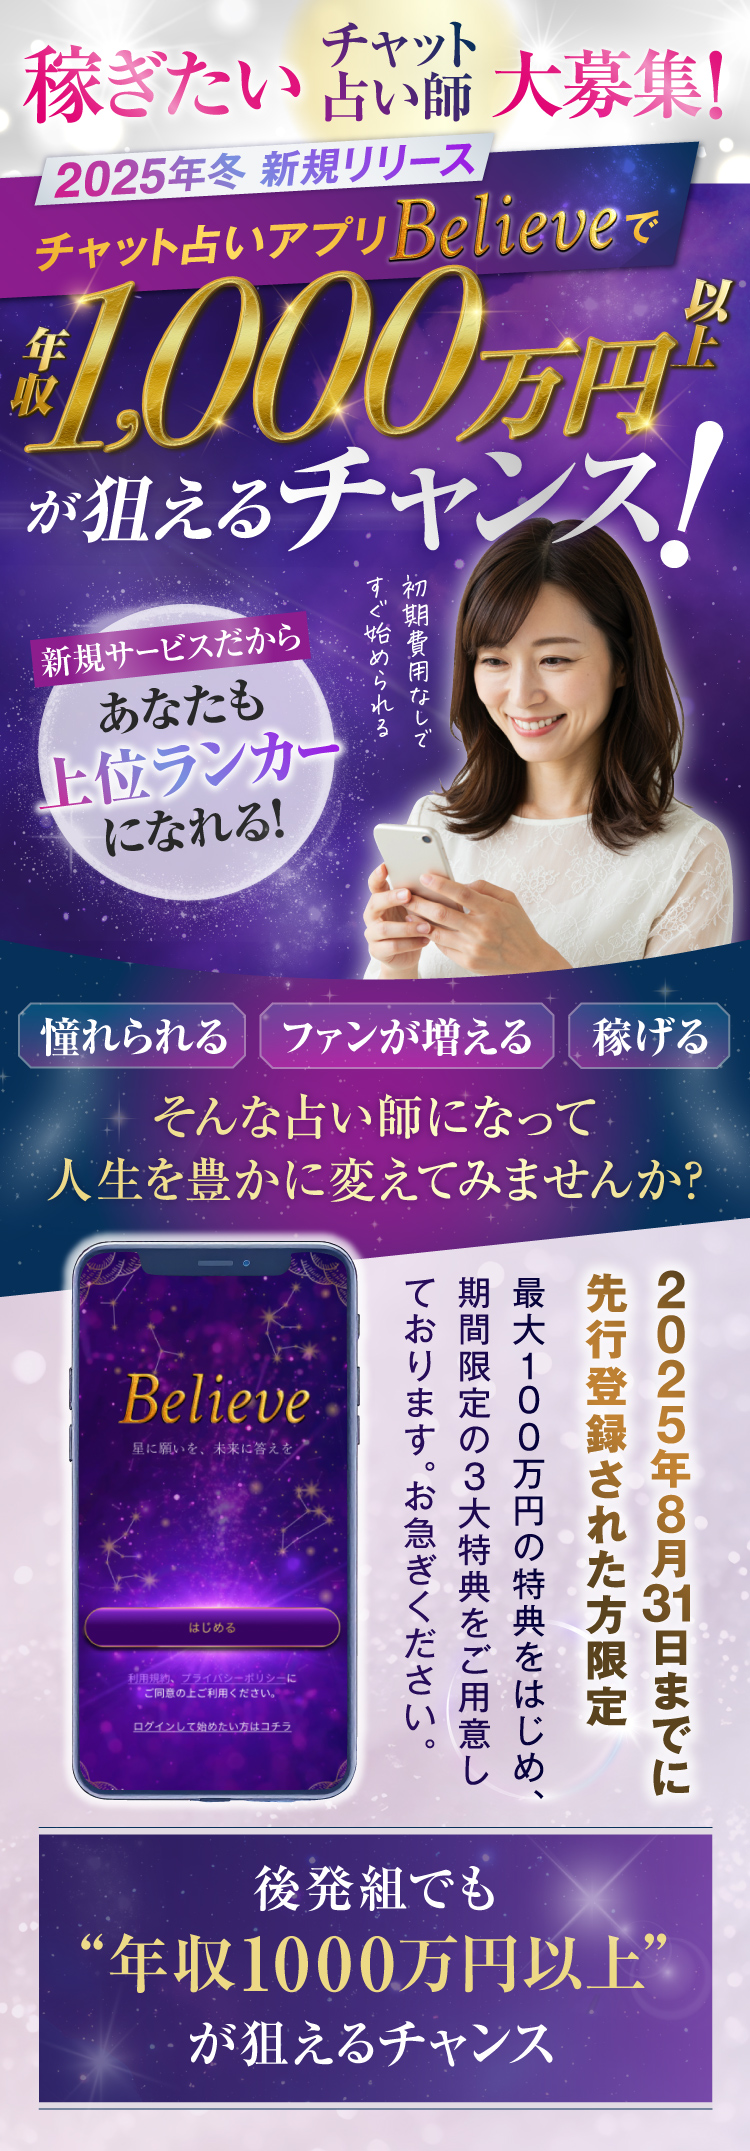 稼ぎたい
チャット
占い師
大募集!
2025年冬 新規リリース
チャット占いアプリBelieveで
年収1,000万円以上
が狙えるチャンス!
初期費用なしで
すぐ始められる
新規サービスだから
あなたも
上位ランカー
になれる!
憧れられる
ファンが増える
稼げる
そんな占い師になって
人生を豊かに変えてみませんか?
Believe
星に願いを、未来に答えを
はじめる
利用規約、プライバシーポリシーに
ご同意の上ご利用ください。
ログインして始めたい方はコチラ
2025年8月31日までに
先行登録された方限定
最大100万円の特典をはじめ、
期間限定の3大特典をご用意し
ております。お急ぎください。
後発組でも
“年収1000万円以上”
が狙えるチャンス